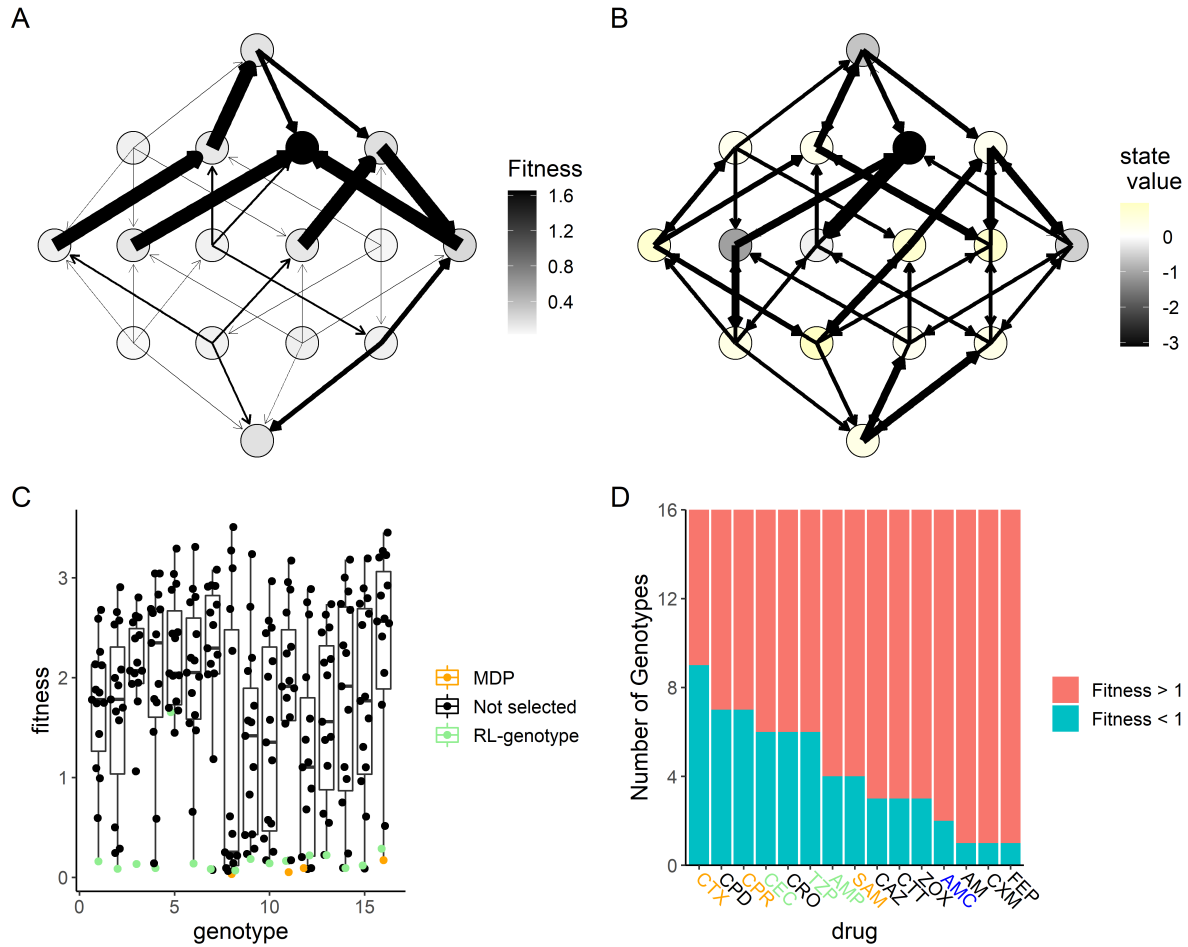 A
Fitness
1.6
1.2
0.8
0.4
B
state
value
0
-1
-2
-3
C
fitness
3
2
1
0
0
5
10
15
genotype
MDP
Not selected
RL-genotype
D
Number of Genotypes
16
12
8
4
0
CTX
CPD
CPR
CEC
CRO
TZP
AMP
SAM
CAZ
CTT
ZOX
AMC
AM
CXM
FEP
drug
Fitness > 1
Fitness < 1